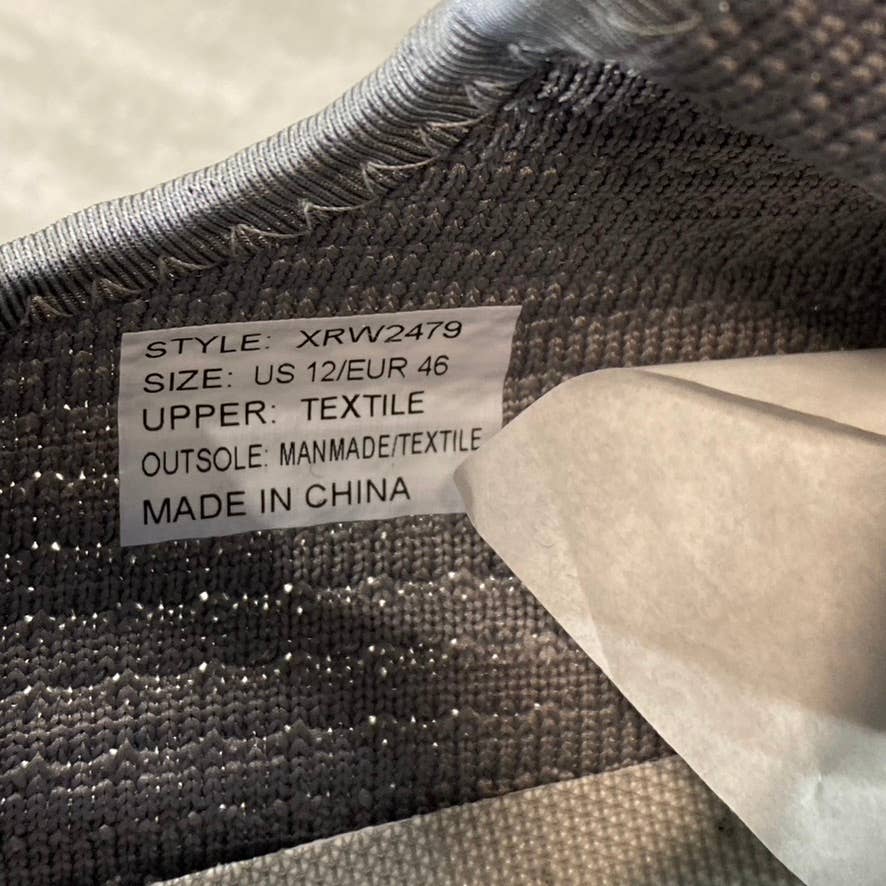 STYLE: XRW2479
SIZE: US 12/EUR 46
UPPER: TEXTILE
OUTSOLE: MANMADE/TEXTILE
MADE IN CHINA